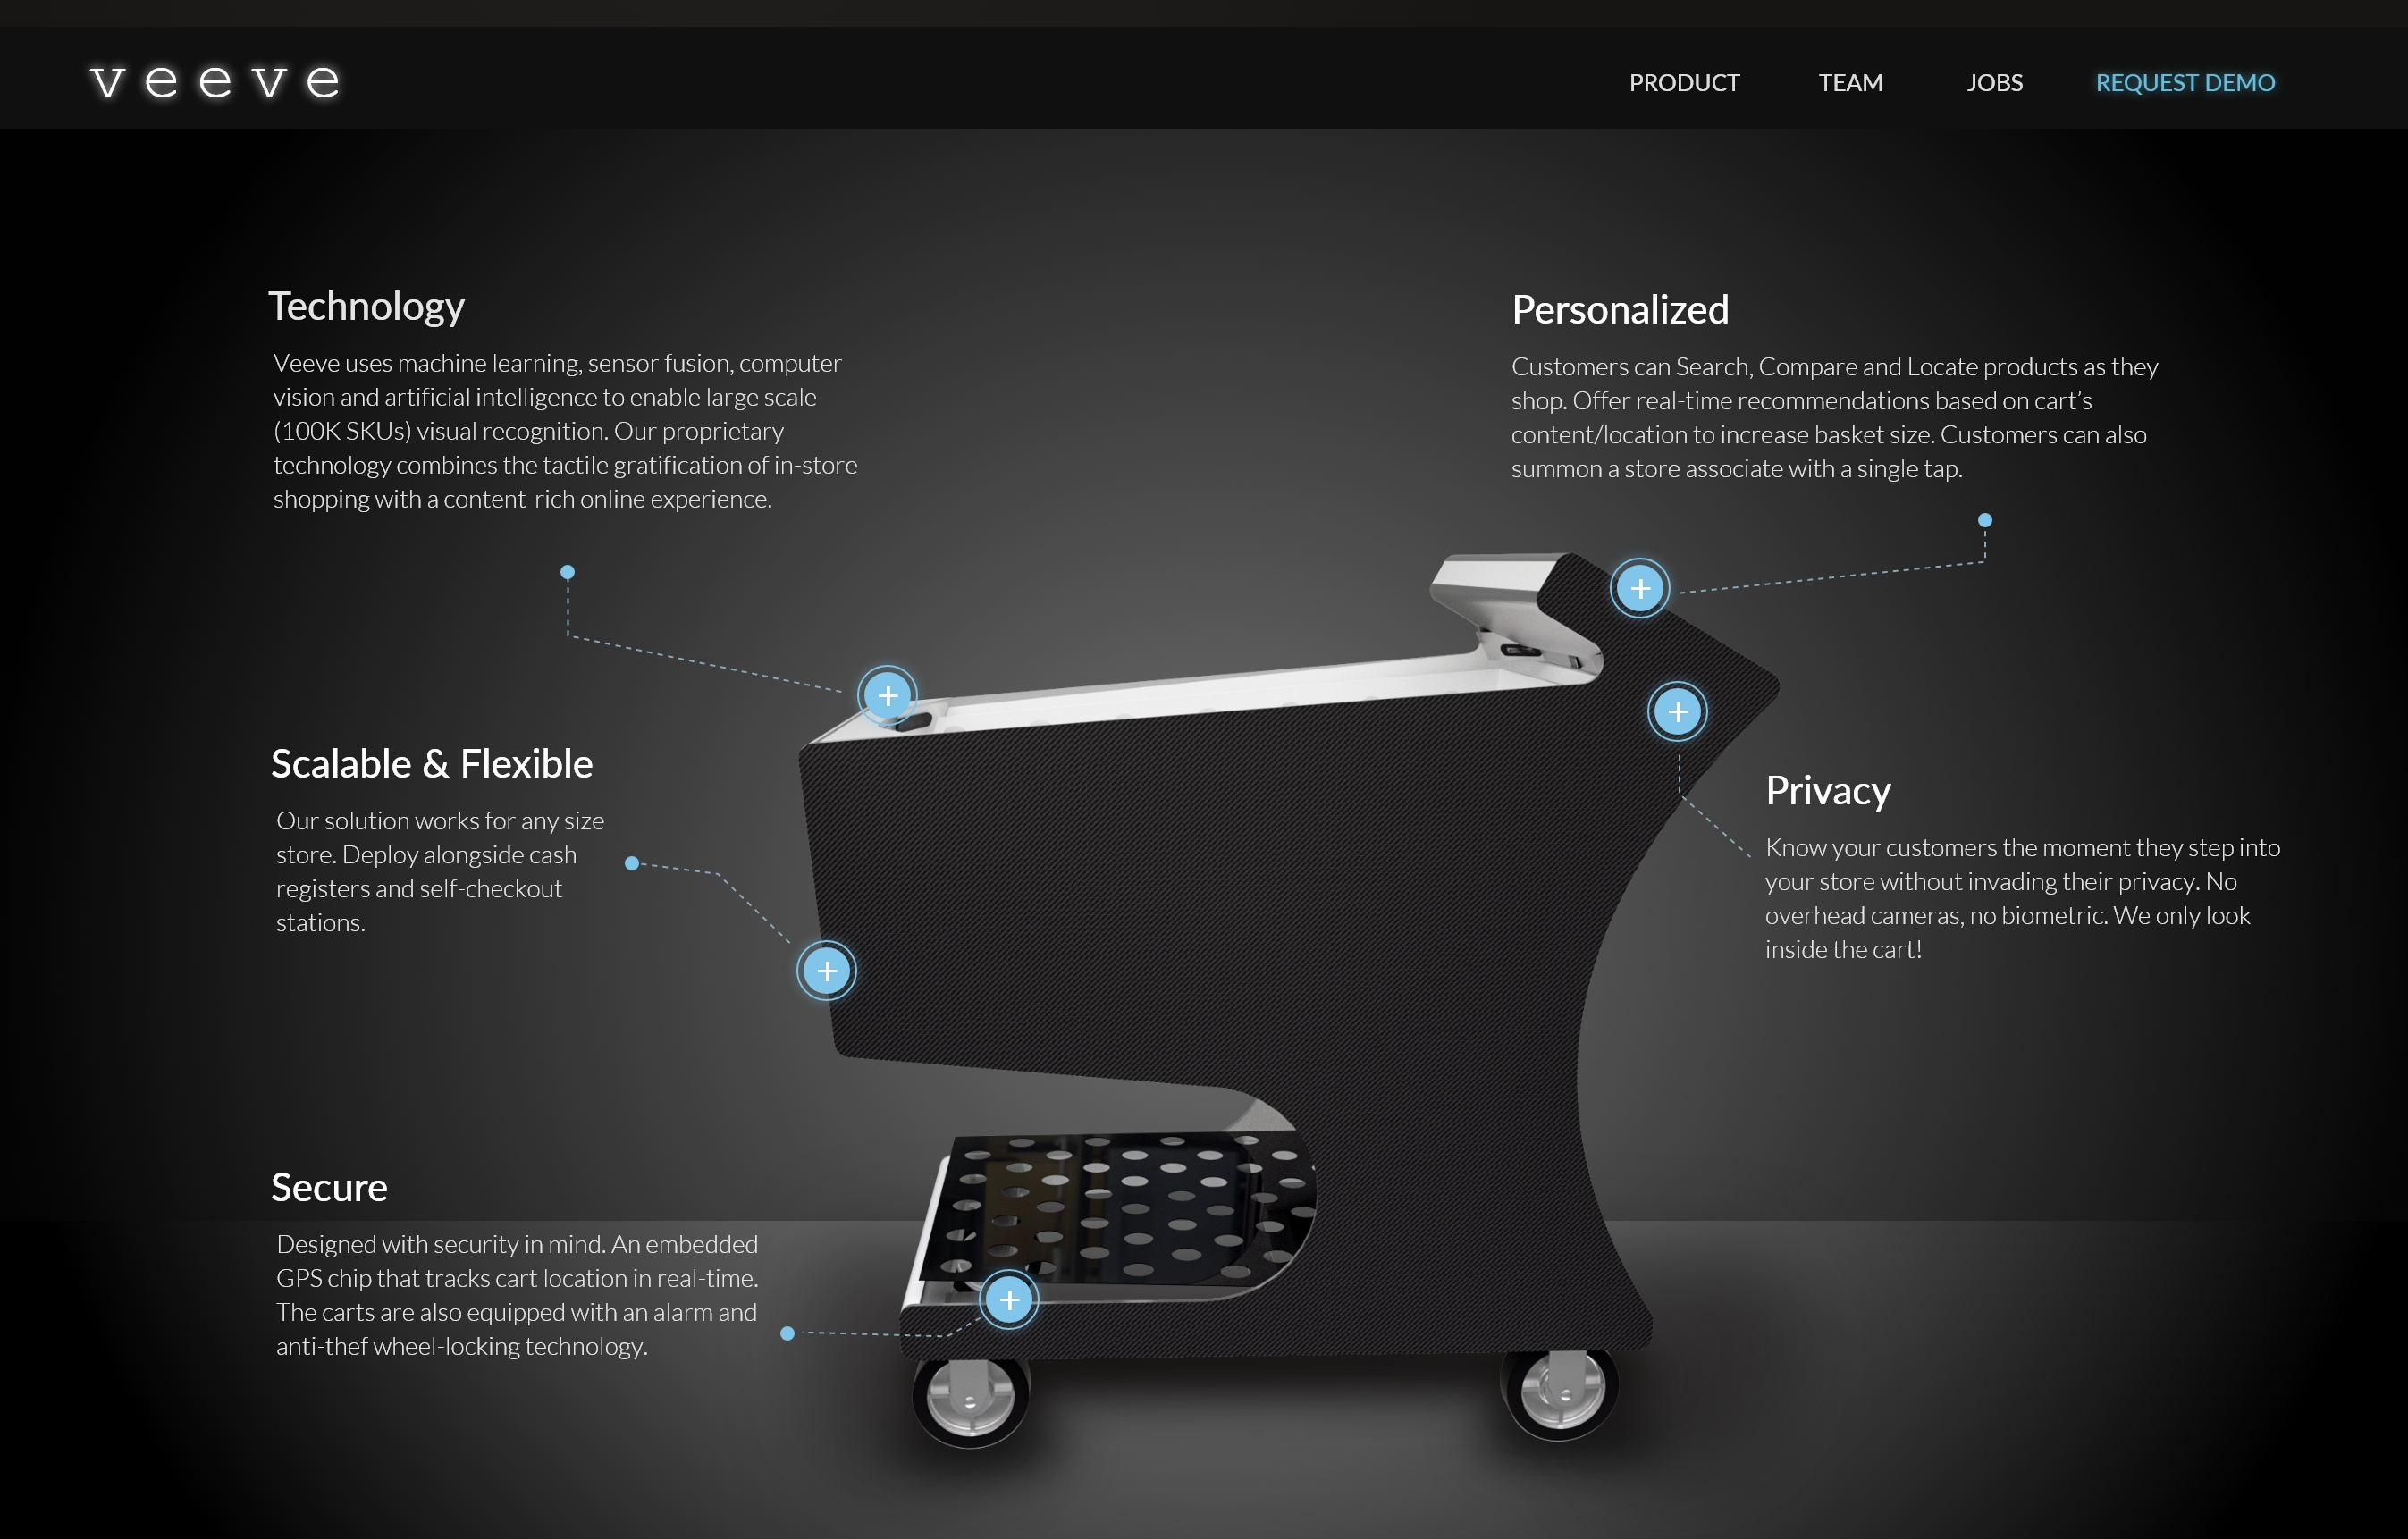 veeve
PRODUCT
TEAM
JOBS
REQUEST DEMO
Technology
Veeve uses machine learning, sensor fusion, computer
vision and artificial intelligence to enable large scale
(100K SKUs) visual recognition. Our proprietary
technology combines the tactile gratification of in-store
shopping with a content-rich online experience.
Personalized
Customers can Search, Compare and Locate products as they
shop. Offer real-time recommendations based on cart’s
content/location to increase basket size. Customers can also
summon a store associate with a single tap.
Scalable & Flexible
Our solution works for any size
store. Deploy alongside cash
registers and self-checkout
stations.
Privacy
Know your customers the moment they step into
your store without invading their privacy. No
overhead cameras, no biometric. We only look
inside the cart!
Secure
Designed with security in mind. An embedded
GPS chip that tracks cart location in real-time.
The carts are also equipped with an alarm and
anti-thef wheel-locking technology.